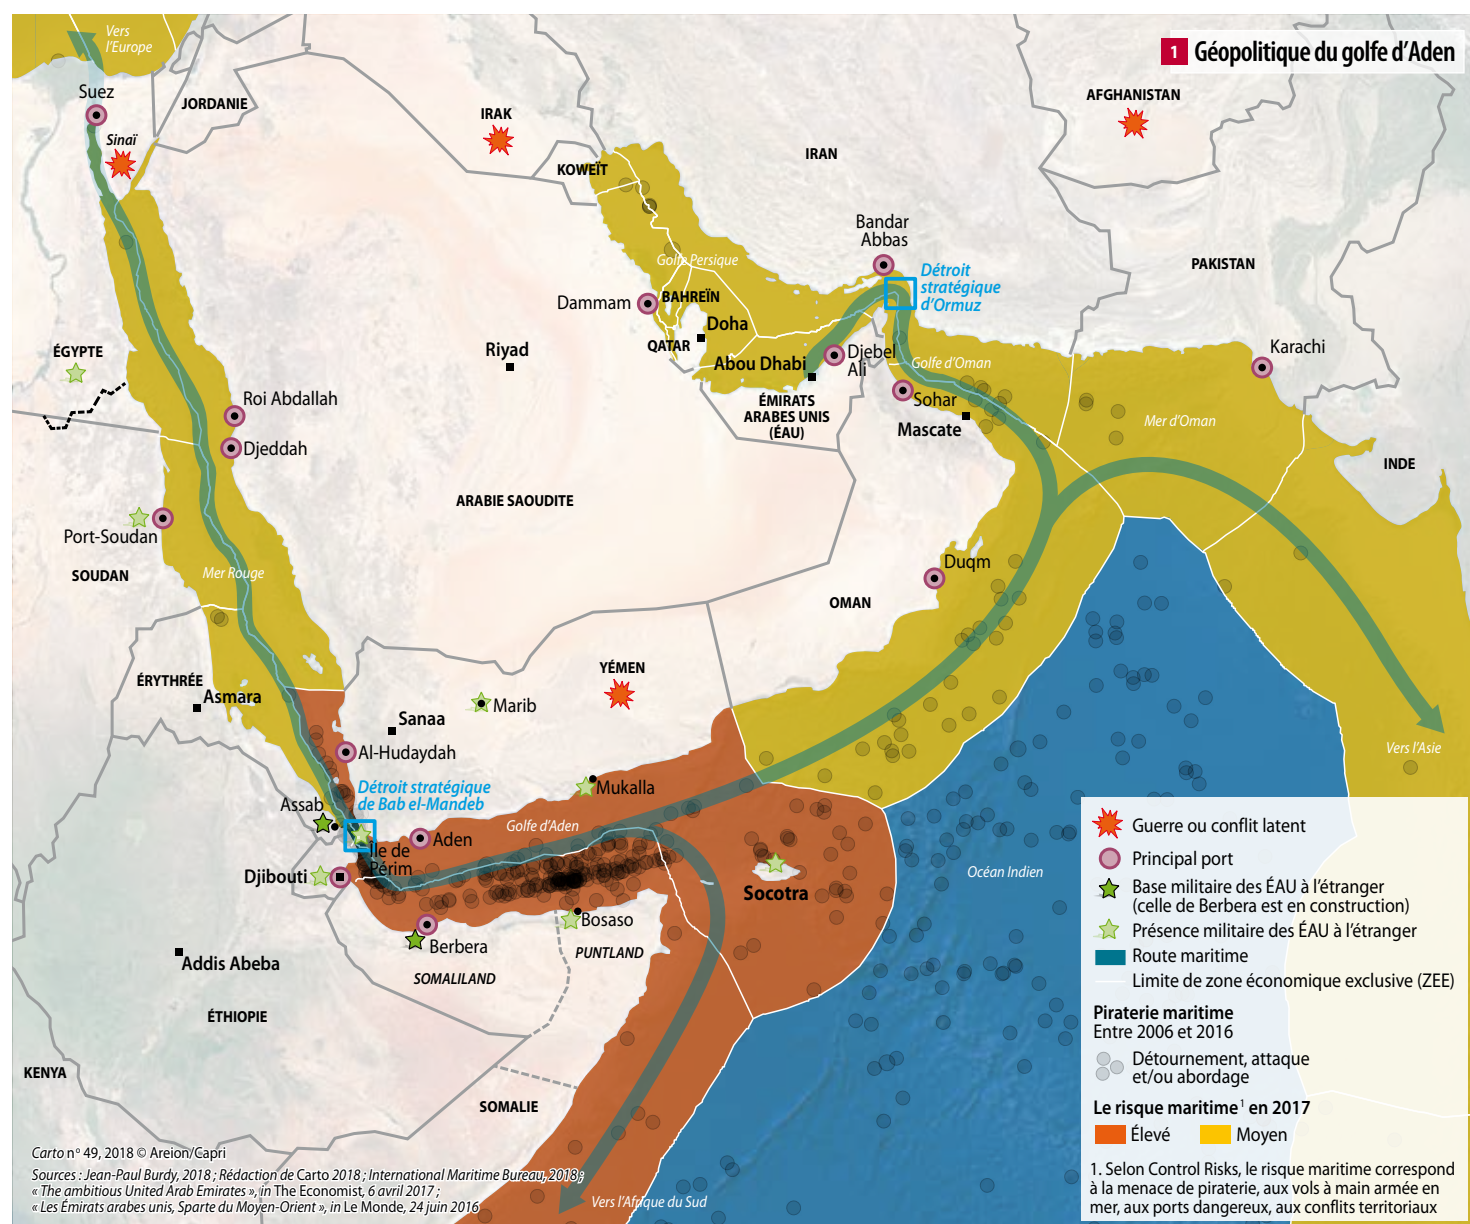 Vers
l'Europe
1 Géopolitique du golfe d'Aden
Suez
JORDANIE
AFGHANISTAN
IRAK
Sinaï
IRAN
KOWEÏT
Bandar
Abbas
Golfe Persique
PAKISTAN
Détroit
stratégique
d'Ormuz
Dammam
BAHREÏN
Doha
QATAR
Karachi
ÉGYPTE
Riyad
Abou Dhabi
Djebel
Ali
Golfe d'Oman
Roi Abdallah
ÉMIRATS
ARABES UNIS
(ÉAU)
Sohar
Mascate
Mer d'Oman
Djeddah
INDE
ARABIE SAOUDITE
Port-Soudan
SOUDAN
Mer Rouge
Duqm
OMAN
YÉMEN
ÉRYTHRÉE
Asmara
Marib
Sanaa
Al-Hudaydah
Vers l'Asie
Détroit stratégique
de Bab el-Mandeb
Mukalla
Assab
Golfe d'Aden
Aden
Île de
Périm
Djibouti
Socotra
Océan Indien
Bosaso
Berbera
PUNTLAND
Addis Abeba
SOMALILAND
ÉTHIOPIE
KENYA
SOMALIE
Vers l'Afrique du Sud
Guerre ou conflit latent
Principal port
Base militaire des ÉAU à l'étranger
(celle de Berbera est en construction)
Présence militaire des ÉAU à l'étranger
Route maritime
Limite de zone économique exclusive (ZEE)
Piraterie maritime
Entre 2006 et 2016
Détournement, attaque
et/ou abordage
Le risque maritime¹ en 2017
Élevé Moyen
1. Selon Control Risks, le risque maritime correspond
à la menace de piraterie, aux vols à main armée en
mer, aux ports dangereux, aux conflits territoriaux
Carto nº 49, 2018 © Areion/Capri
Sources : Jean-Paul Burdy, 2018 ; Rédaction de Carto 2018 ; International Maritime Bureau, 2018 ;
« The ambitious United Arab Emirates », in The Economist, 6 avril 2017 ;
« Les Émirats arabes unis, Sparte du Moyen-Orient », in Le Monde, 24 juin 2016